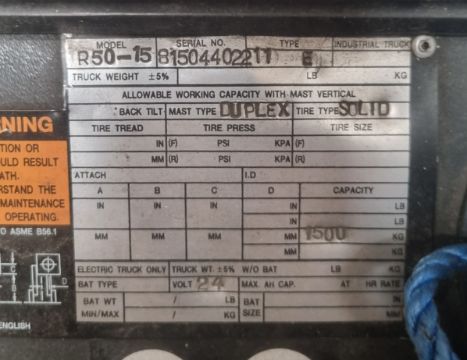 MODEL SERIAL NO. TYPE INDUSTRIAL TRUCK
R50-15 81504402211 E
TRUCK WEIGHT ±5% LB KG
ALLOWABLE WORKING CAPACITY WITH MAST VERTICAL
BACK TILT MAST TYPE DUPLEX TIRE TYPE SOLID
TIRE TREAD TIRE PRESS TIRE SIZE
IN (F) PSI KPA (F)
MM (R) PSI KPA (R)
ATTACH I.D
A B C D CAPACITY
IN IN IN IN LB
IN LB
MM MM MM MM 1500 KG
MM KG
ELECTRIC TRUCK ONLY TRUCK WT. ±5% W/O BAT LB KG
BAT TYPE VOLT 24 MAX. AH CAP. AT HR RATE
BAT WT / LB BAT IN
MIN/MAX / KG SIZE MM
NING
TION OR
OULD RESULT
ATH.
RSTAND THE
MAINTENANCE
OPERATING.
O ASME B56.1
ENGLISH